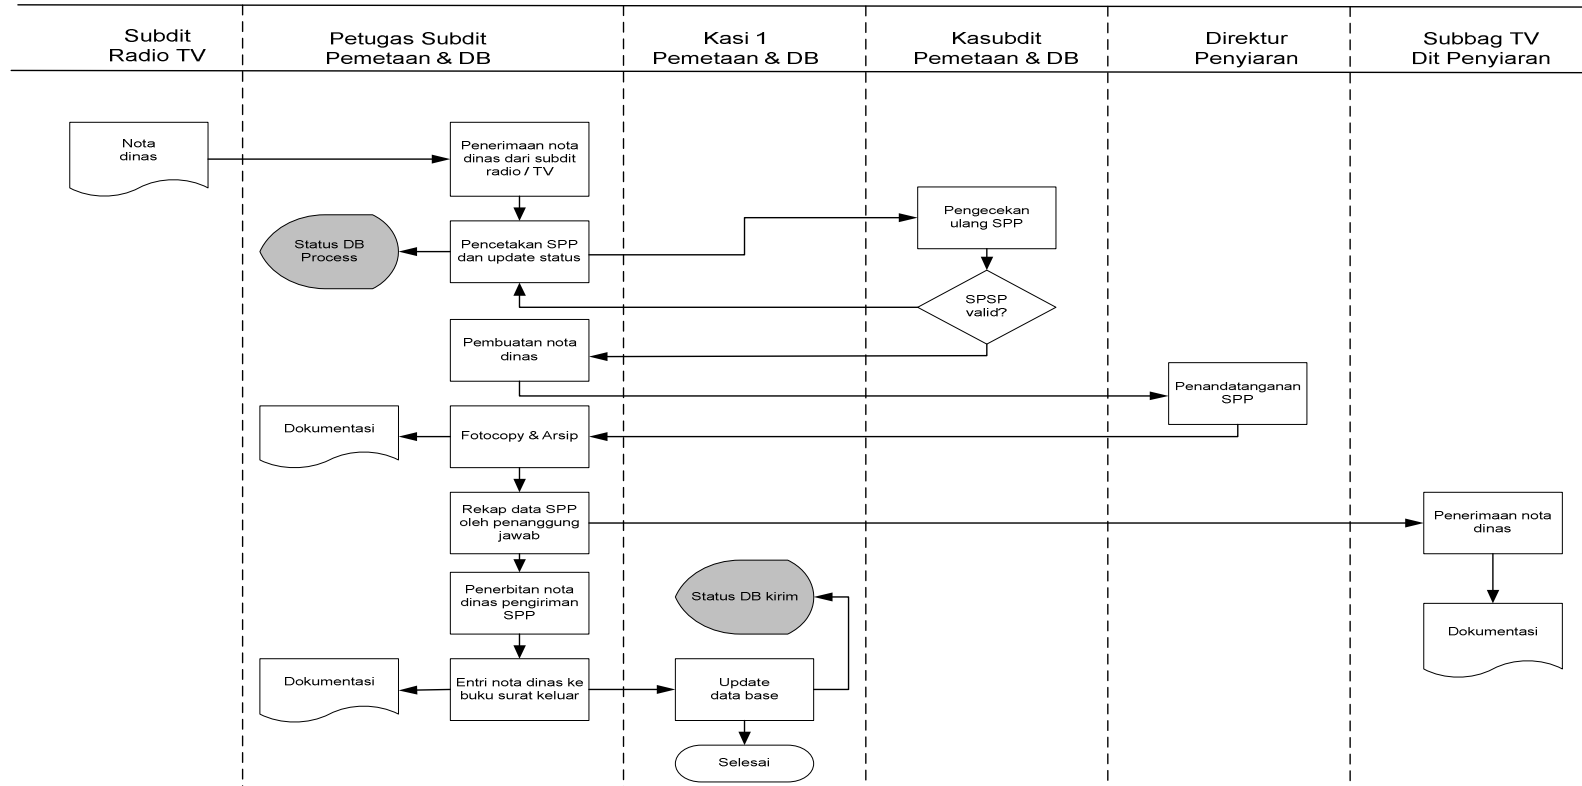 Subdit
Radio TV
Petugas Subdit
Pemetaan & DB
Kasi 1
Pemetaan & DB
Kasubdit
Pemetaan & DB
Direktur
Penyiaran
Subbag TV
Dit Penyiaran
Nota
dinas
Penerimaan nota
dinas dari subdit
radio / TV
Pengecekan
ulang SPP
Status DB
Process
Pencetakan SPP
dan update status
SPSP
valid?
Pembuatan nota
dinas
Penandatanganan
SPP
Dokumentasi
Fotocopy & Arsip
Rekap data SPP
oleh penanggung
jawab
Penerimaan nota
dinas
Penerbitan nota
dinas pengiriman
SPP
Status DB kirim
Dokumentasi
Dokumentasi
Entri nota dinas ke
buku surat keluar
Update
data base
Selesai